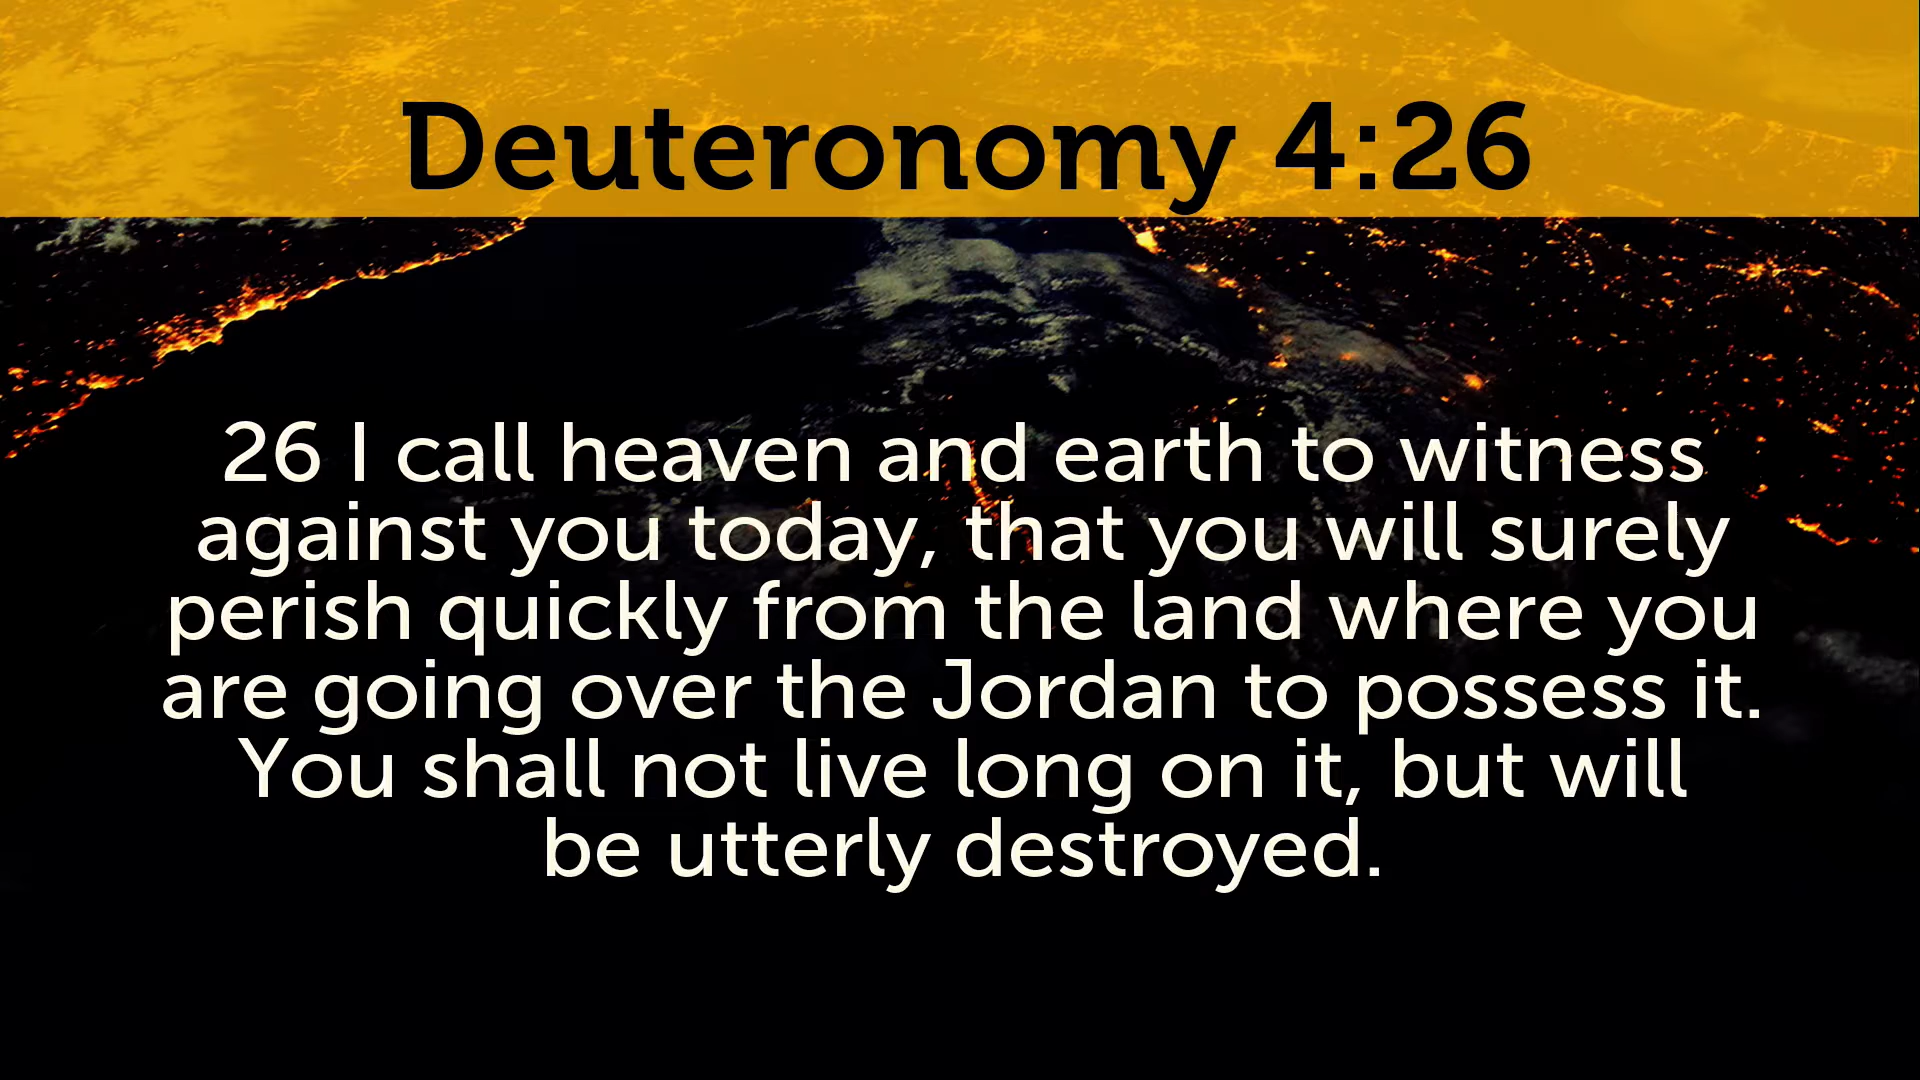 Deuteronomy 4:26
26 I call heaven and earth to witness
against you today, that you will surely
perish quickly from the land where you
are going over the Jordan to possess it.
You shall not live long on it, but will
be utterly destroyed.